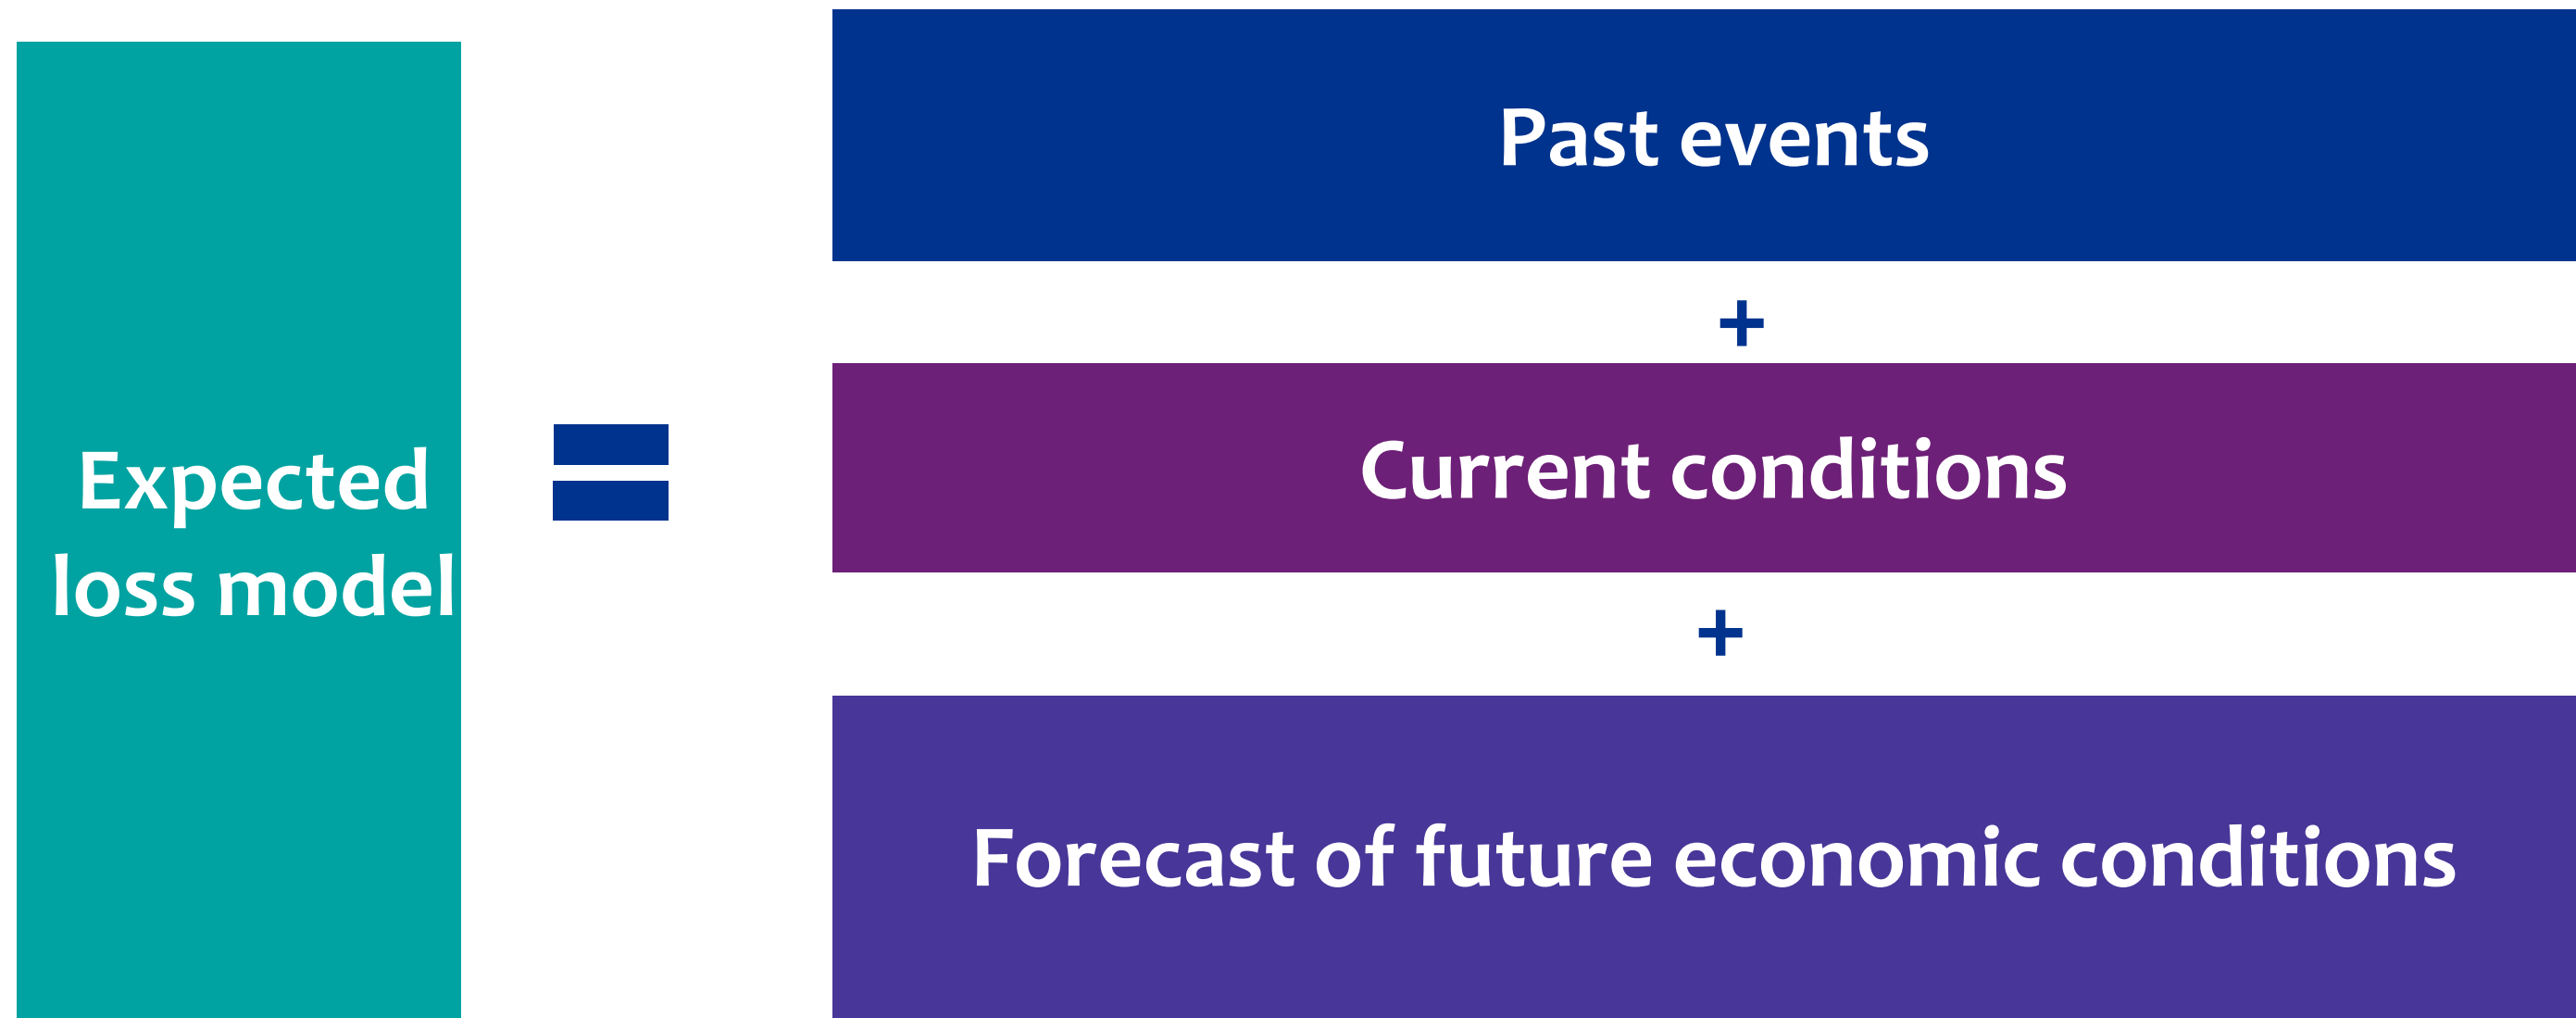 Expected
loss model
=
Past events
+
Current conditions
+
Forecast of future economic conditions